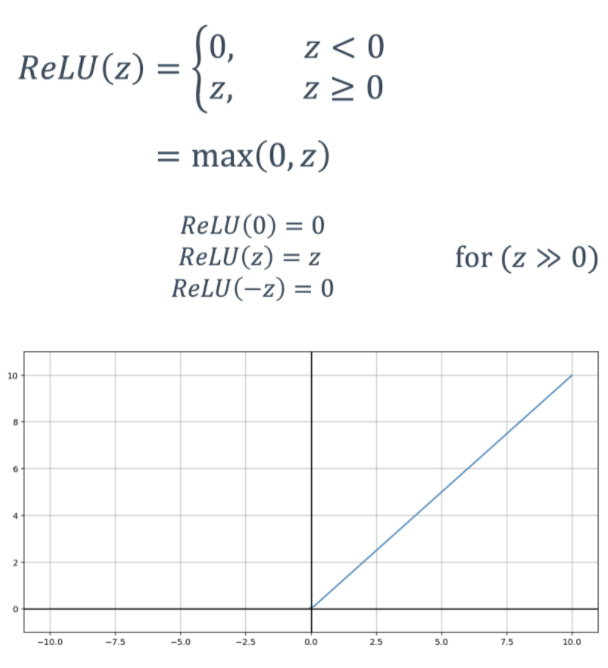 ReLU(z) = {0, z < 0
z, z ≥ 0
= max(0, z)
ReLU(0) = 0
ReLU(z) = z for (z ≫ 0)
ReLU(−z) = 0
10
8
6
4
2
0
−10.0 −7.5 −5.0 −2.5 0.0 2.5 5.0 7.5 10.0